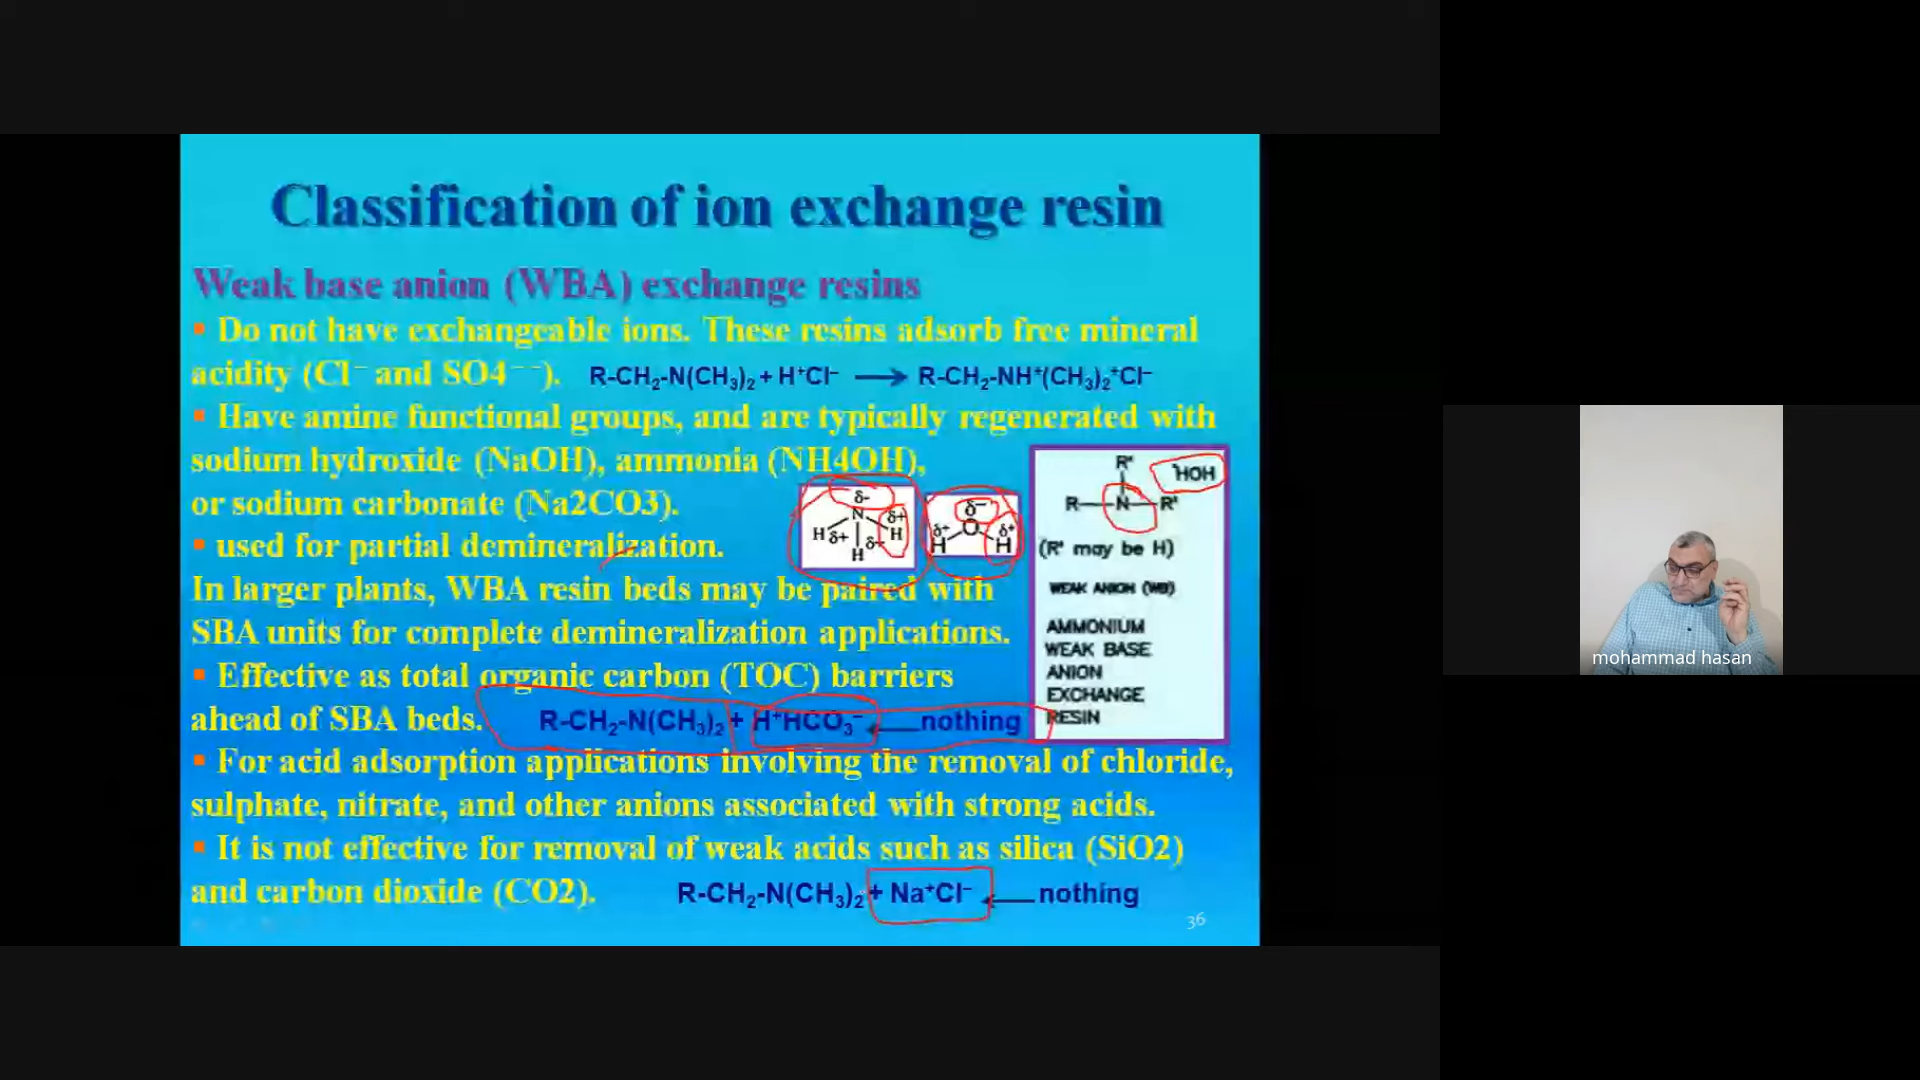 Classification of ion exchange resin
Weak base anion (WBA) exchange resins
▪ Do not have exchangeable ions. These resins adsorb free mineral
acidity (Cl⁻ and SO4⁻⁻). R-CH₂-N(CH₃)₂ + H⁺Cl⁻ → R-CH₂-NH⁺(CH₃)₂⁺Cl⁻
▪ Have amine functional groups, and are typically regenerated with
sodium hydroxide (NaOH), ammonia (NH4OH),
or sodium carbonate (Na2CO3).
▪ used for partial demineralization.
In larger plants, WBA resin beds may be paired with
SBA units for complete demineralization applications.
▪ Effective as total organic carbon (TOC) barriers
ahead of SBA beds. R-CH₂-N(CH₃)₂ + H⁺HCO₃⁻ ← nothing
▪ For acid adsorption applications involving the removal of chloride,
sulphate, nitrate, and other anions associated with strong acids.
▪ It is not effective for removal of weak acids such as silica (SiO2)
and carbon dioxide (CO2). R-CH₂-N(CH₃)₂ + Na⁺Cl⁻ ← nothing
36
δ-
N δ+
H δ+ δ- H
H
δ-
δ+ O δ+
H H
R' HOH
R—N—R'
(R' may be H)
WEAK ANION (WB)
AMMONIUM
WEAK BASE
ANION
EXCHANGE
RESIN
mohammad hasan